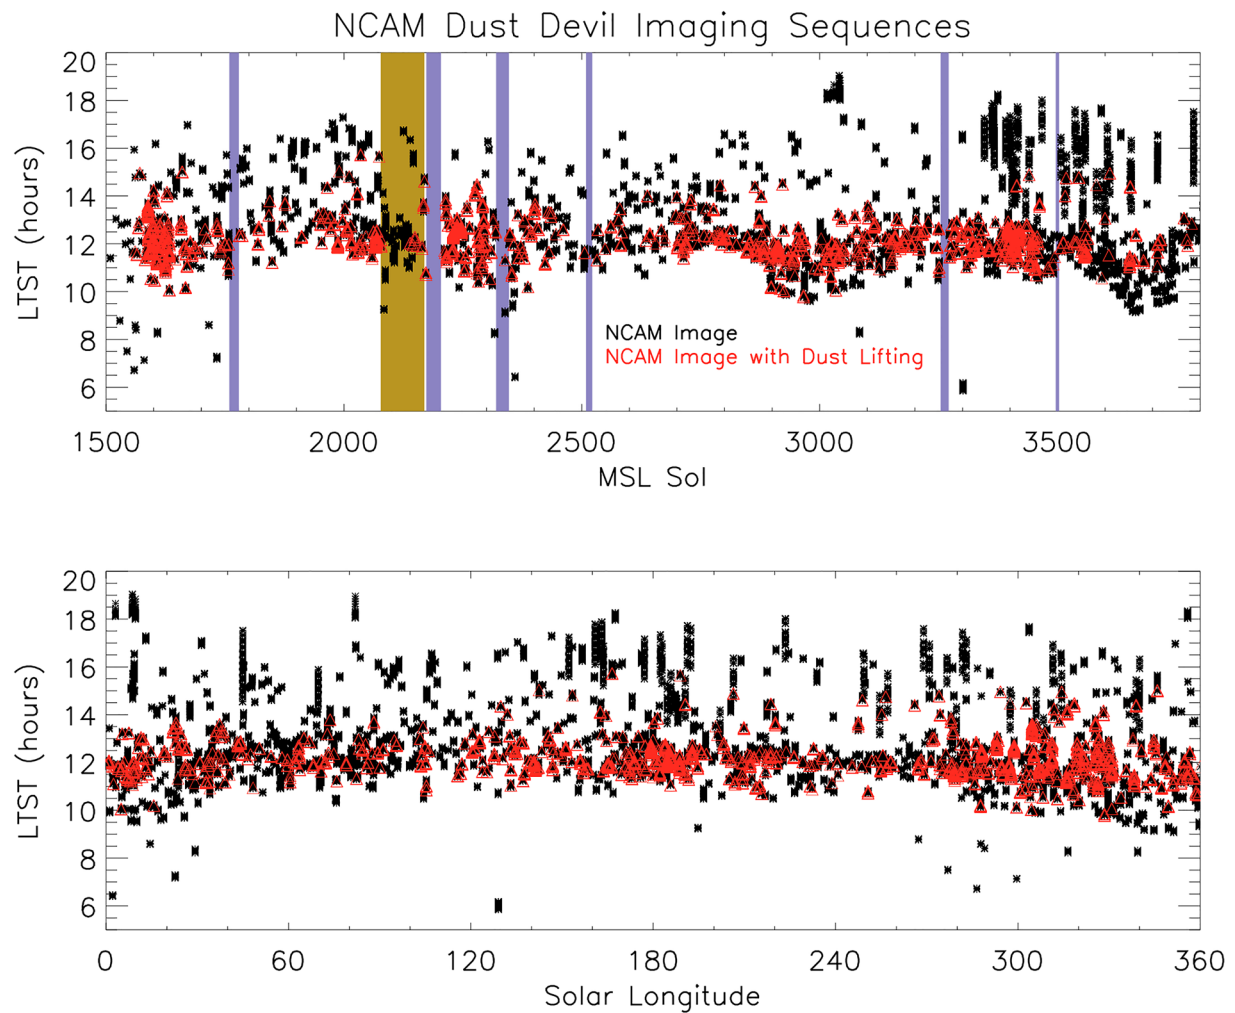 NCAM Dust Devil Imaging Sequences
20
18
16
14
12
10
8
6
LTST (hours)
NCAM Image
NCAM Image with Dust Lifting
1500 2000 2500 3000 3500
MSL Sol
20
18
16
14
12
10
8
6
LTST (hours)
0 60 120 180 240 300 360
Solar Longitude